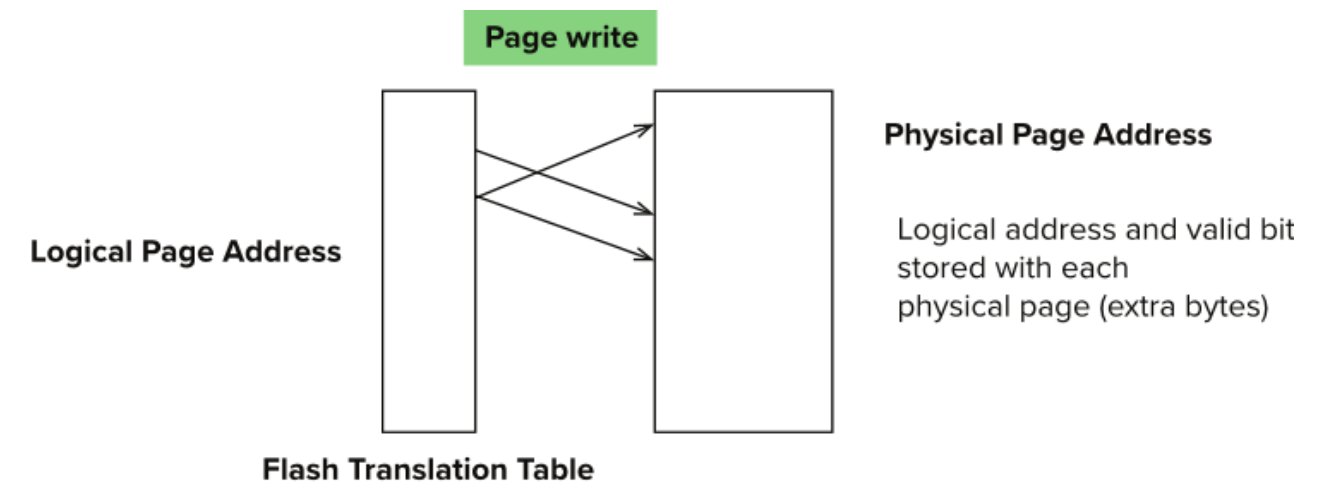 Page write
Physical Page Address
Logical Page Address
Logical address and valid bit
stored with each
physical page (extra bytes)
Flash Translation Table